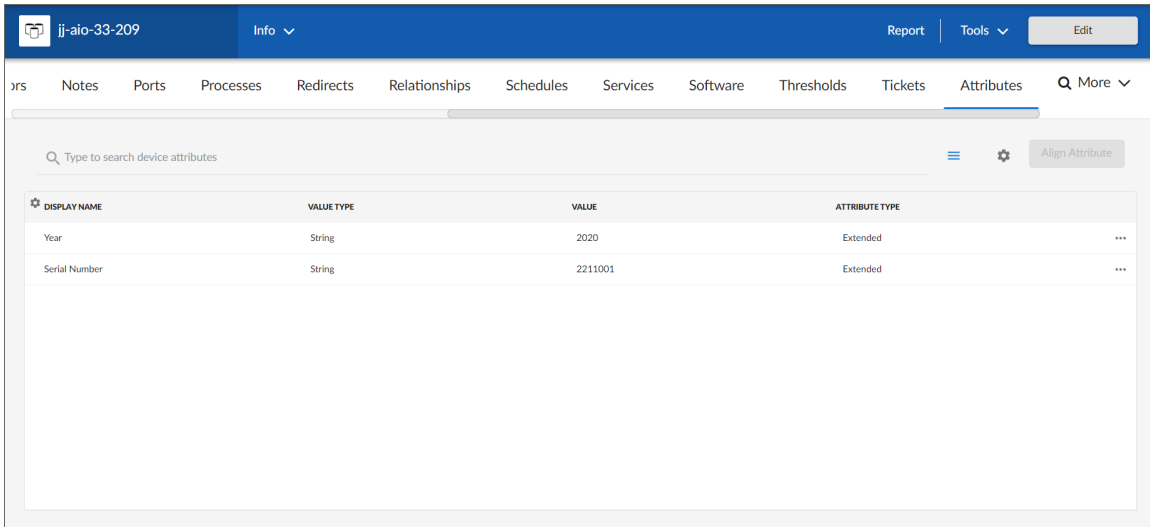 jj-aio-33-209 Info Report Tools Edit
ors Notes Ports Processes Redirects Relationships Schedules Services Software Thresholds Tickets Attributes More
Type to search device attributes Align Attribute
DISPLAY NAME VALUE TYPE VALUE ATTRIBUTE TYPE
Year String 2020 Extended
Serial Number String 2211001 Extended